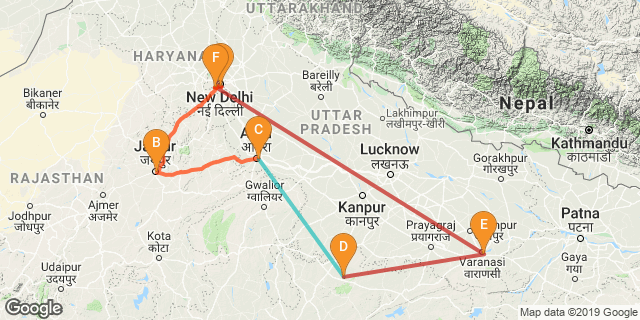 UTTARAKHAND
HARYANA
F
Bareilly
बरेली
Bikaner
बीकानेर
New Delhi
नई दिल्ली
Nepal
UTTAR
PRADESH
Lakhimpur
लखीमपुर-खीरी
Kathmandu
काठमाडौं
B
C
आगरा
Lucknow
लखनऊ
Gorakhpur
गोरखपुर
RAJASTHAN
Ajmer
अजमेर
Gwalior
ग्वालियर
Kanpur
कानपुर
Jodhpur
जोधपुर
Kota
कोटा
Prayagraj
प्रयागराज
E
Patna
पटना
D
Varanasi
वाराणसी
Gaya
गया
Udaipur
उदयपुर
Google
Map data ©2019 Google